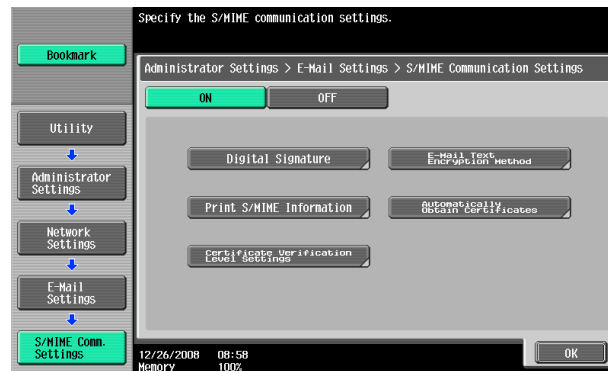 Specify the S/MIME communication settings.
Bookmark
Administrator Settings > E-Mail Settings > S/MIME Communication Settings
ON
OFF
Utility
Digital Signature
E-Mail Text
Encryption Method
Administrator
Settings
Print S/MIME Information
Automatically
Obtain Certificates
Network
Settings
Certificate Verification
Level Settings
E-Mail
Settings
S/MIME Comm.
Settings
12/26/2008 08:58
Memory 100%
OK